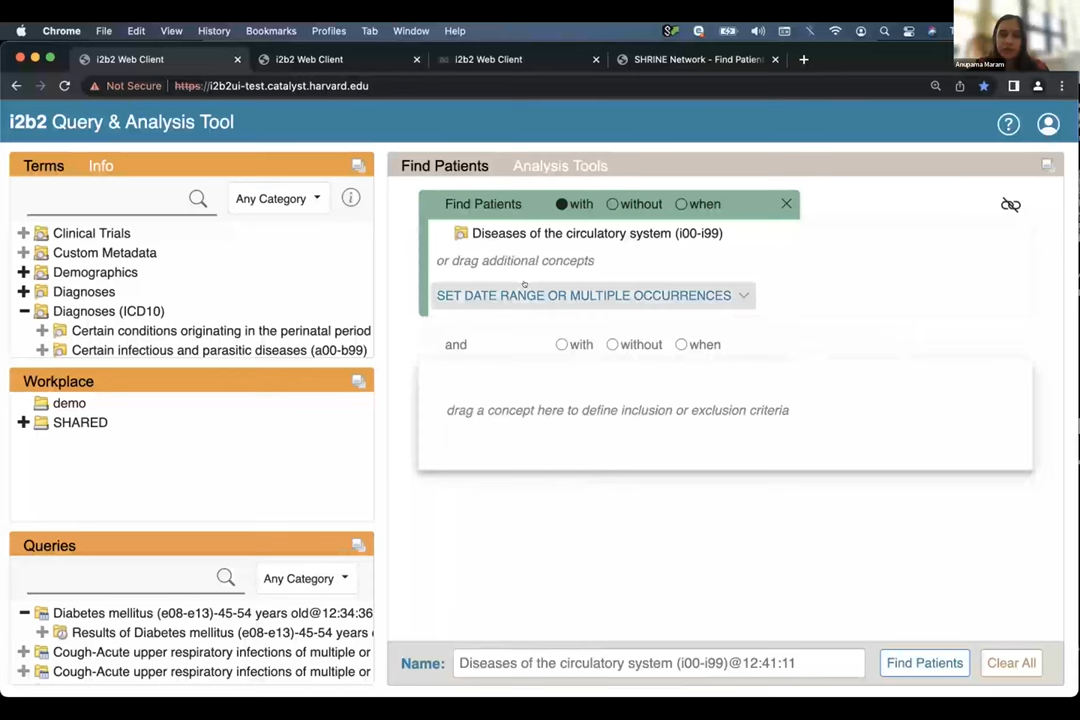 Chrome File Edit View History Bookmarks Profiles Tab Window Help
Anupama Maram
i2b2 Web Client
i2b2 Web Client
i2b2 Web Client
SHRINE Network - Find Patien
Not Secure https://i2b2ui-test.catalyst.harvard.edu
i2b2 Query & Analysis Tool
Terms Info
Any Category
Clinical Trials
Custom Metadata
Demographics
Diagnoses
Diagnoses (ICD10)
Certain conditions originating in the perinatal period
Certain infectious and parasitic diseases (a00-b99)
Workplace
demo
SHARED
Queries
Any Category
Diabetes mellitus (e08-e13)-45-54 years old@12:34:36
Results of Diabetes mellitus (e08-e13)-45-54 years
Cough-Acute upper respiratory infections of multiple or
Cough-Acute upper respiratory infections of multiple or
Find Patients Analysis Tools
Find Patients with without when
Diseases of the circulatory system (i00-i99)
or drag additional concepts
SET DATE RANGE OR MULTIPLE OCCURRENCES
and with without when
drag a concept here to define inclusion or exclusion criteria
Name: Diseases of the circulatory system (i00-i99)@12:41:11 Find Patients Clear All